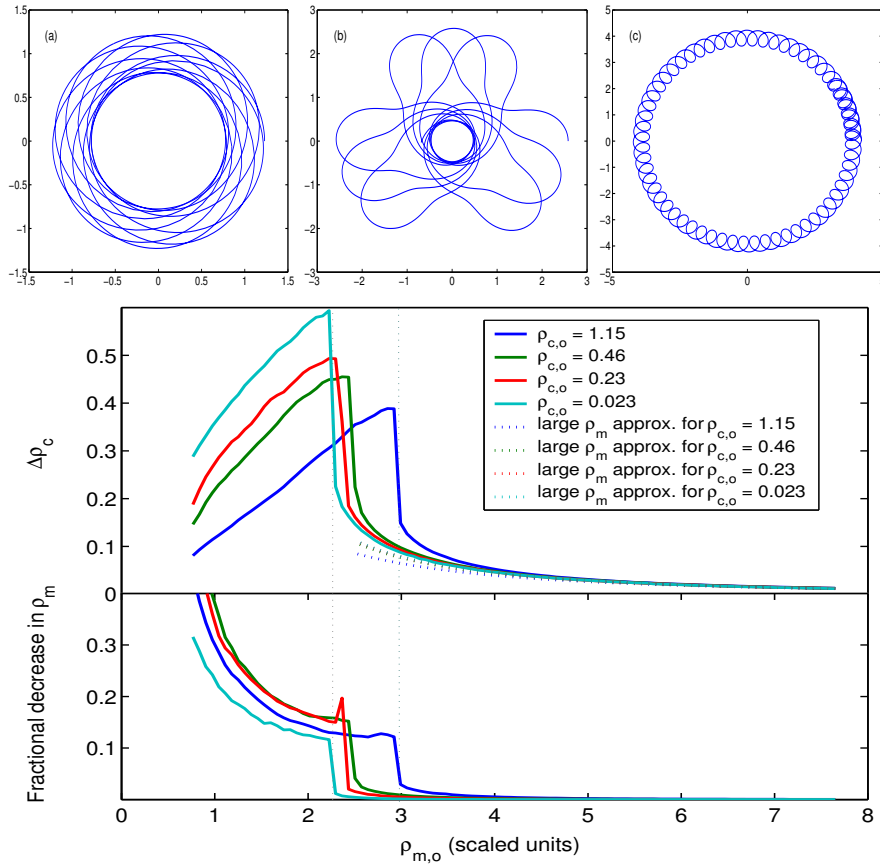 (a)
1.5
1
0.5
0
-0.5
-1
-1.5
-1.5 -1 -0.5 0 0.5 1 1.5
(b)
3
2
1
0
-1
-2
-3
-3 -2 -1 0 1 2 3
(c)
5
4
3
2
1
0
-1
-2
-3
-4
-5
-5 0 5
Δρc
0.5
0.4
0.3
0.2
0.1
0
ρc,o = 1.15
ρc,o = 0.46
ρc,o = 0.23
ρc,o = 0.023
large ρm approx. for ρc,o = 1.15
large ρm approx. for ρc,o = 0.46
large ρm approx. for ρc,o = 0.23
large ρm approx. for ρc,o = 0.023
Fractional decrease in ρm
0.3
0.2
0.1
0 1 2 3 4 5 6 7 8
ρm,o (scaled units)